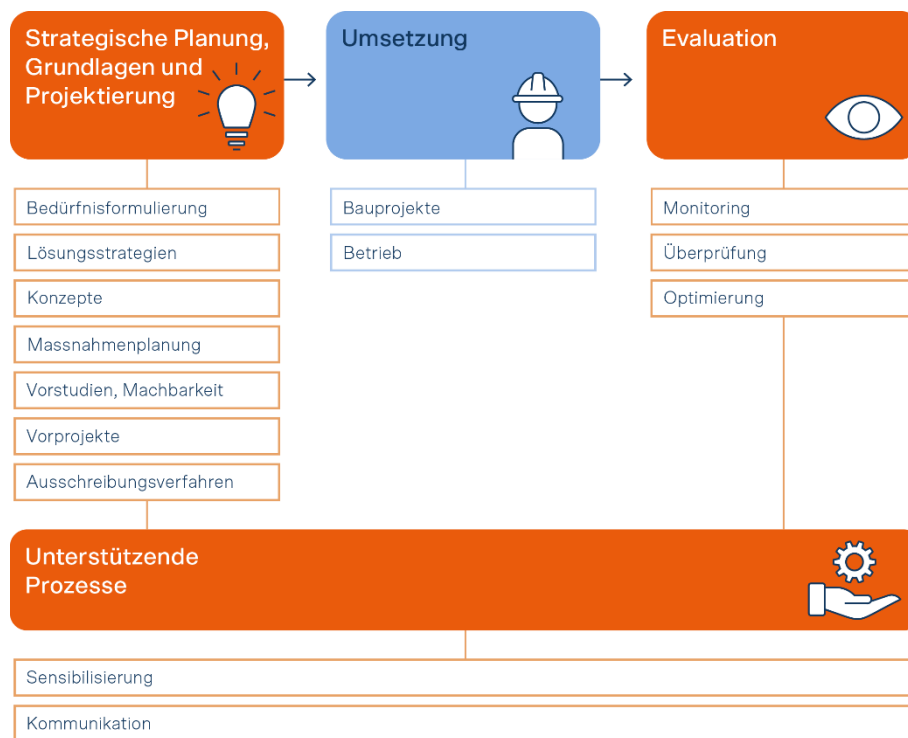 Strategische Planung,
Grundlagen und
Projektierung
Bedürfnisformulierung
Lösungsstrategien
Konzepte
Massnahmenplanung
Vorstudien, Machbarkeit
Vorprojekte
Ausschreibungsverfahren
Umsetzung
Bauprojekte
Betrieb
Evaluation
Monitoring
Überprüfung
Optimierung
Unterstützende
Prozesse
Sensibilisierung
Kommunikation